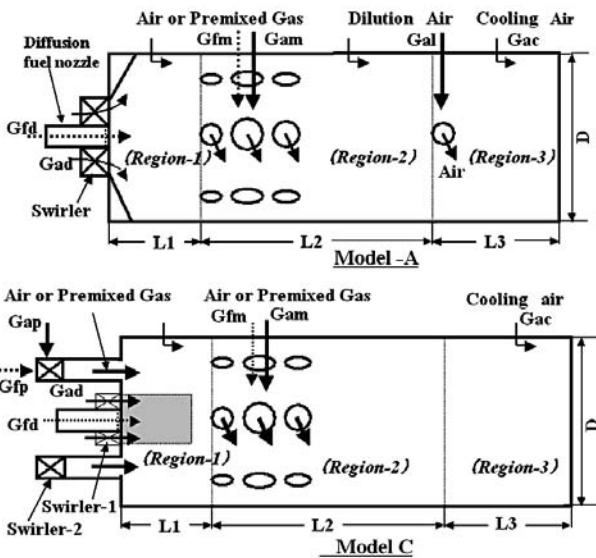 Air or Premixed Gas
Dilution Air
Cooling Air
Diffusion
fuel nozzle
Gfm
Gam
Gal
Gac
Gfd
Gad
(Region-1)
(Region-2)
(Region-3)
Air
Swirler
D
L1
L2
L3
Model -A
Air or Premixed Gas
Air or Premixed Gas
Cooling air
Gap
Gfm
Gam
Gac
Gfp
Gad
Gfd
(Region-1)
(Region-2)
(Region-3)
D
Swirler-1
Swirler-2
L1
L2
L3
Model C